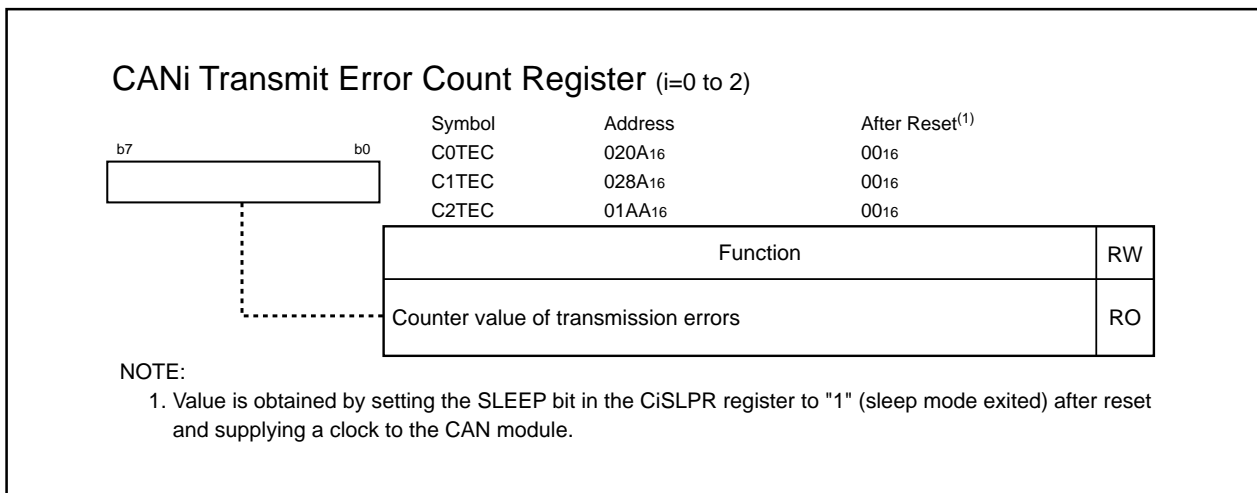 CANi Transmit Error Count Register (i=0 to 2)
Symbol Address After Reset(1)
b7 b0
C0TEC 020A16 0016
C1TEC 028A16 0016
C2TEC 01AA16 0016
Function RW
Counter value of transmission errors RO
NOTE:
1. Value is obtained by setting the SLEEP bit in the CiSLPR register to "1" (sleep mode exited) after reset
and supplying a clock to the CAN module.